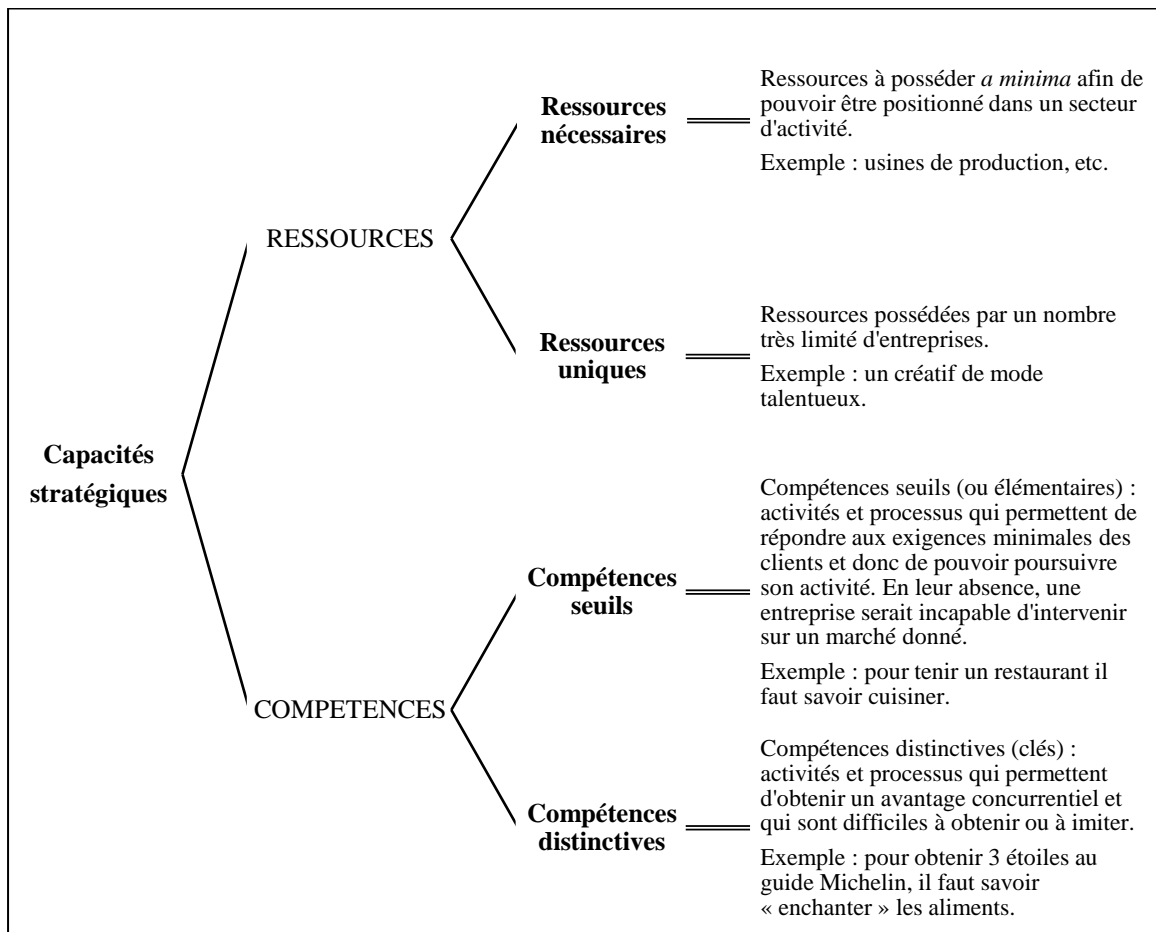 Ressources à posséder a minima afin de
pouvoir être positionné dans un secteur
d'activité.
Exemple : usines de production, etc.
Ressources
nécessaires
RESSOURCES
Ressources possédées par un nombre
très limité d'entreprises.
Exemple : un créatif de mode
talentueux.
Ressources
uniques
Capacités
stratégiques
Compétences seuils (ou élémentaires) :
activités et processus qui permettent de
répondre aux exigences minimales des
clients et donc de pouvoir poursuivre
son activité. En leur absence, une
entreprise serait incapable d'intervenir
sur un marché donné.
Exemple : pour tenir un restaurant il
faut savoir cuisiner.
Compétences
seuils
COMPETENCES
Compétences distinctives (clés) :
activités et processus qui permettent
d'obtenir un avantage concurrentiel et
qui sont difficiles à obtenir ou à imiter.
Exemple : pour obtenir 3 étoiles au
guide Michelin, il faut savoir
« enchanter » les aliments.
Compétences
distinctives